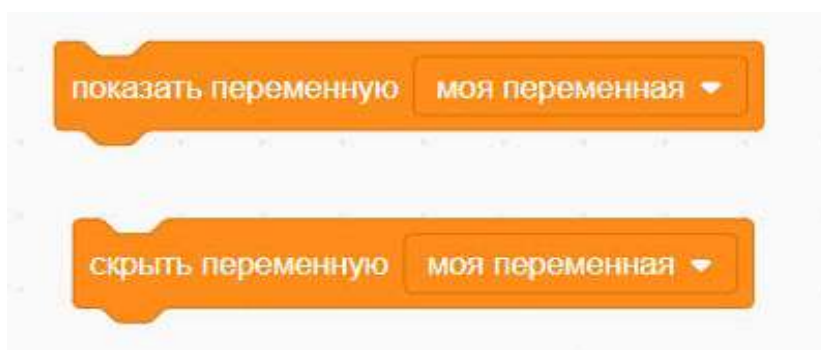 показать переменную моя переменная
скрыть переменную моя переменная